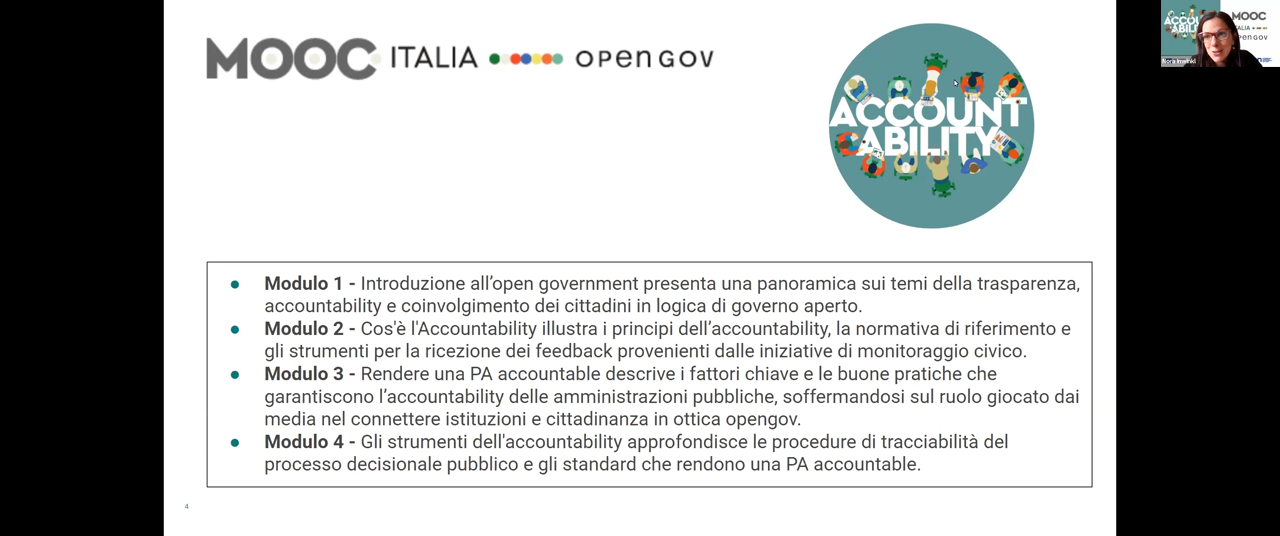 MOOC ITALIA OPENGOV
ACCOUNT
ABILITY
● Modulo 1 - Introduzione all’open government presenta una panoramica sui temi della trasparenza,
accountability e coinvolgimento dei cittadini in logica di governo aperto.
● Modulo 2 - Cos'è l'Accountability illustra i principi dell’accountability, la normativa di riferimento e
gli strumenti per la ricezione dei feedback provenienti dalle iniziative di monitoraggio civico.
● Modulo 3 - Rendere una PA accountable descrive i fattori chiave e le buone pratiche che
garantiscono l’accountability delle amministrazioni pubbliche, soffermandosi sul ruolo giocato dai
media nel connettere istituzioni e cittadinanza in ottica opengov.
● Modulo 4 - Gli strumenti dell'accountability approfondisce le procedure di tracciabilità del
processo decisionale pubblico e gli standard che rendono una PA accountable.
4
MOOC